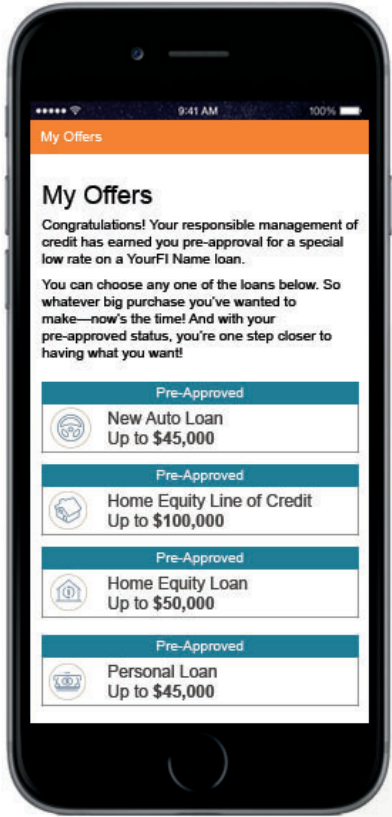 9:41 AM
100%
My Offers
My Offers
Congratulations! Your responsible management of
credit has earned you pre-approval for a special
low rate on a YourFI Name loan.
You can choose any one of the loans below. So
whatever big purchase you've wanted to
make—now's the time! And with your
pre-approved status, you're one step closer to
having what you want!
Pre-Approved
New Auto Loan
Up to $45,000
Pre-Approved
Home Equity Line of Credit
Up to $100,000
Pre-Approved
Home Equity Loan
Up to $50,000
Pre-Approved
Personal Loan
Up to $45,000